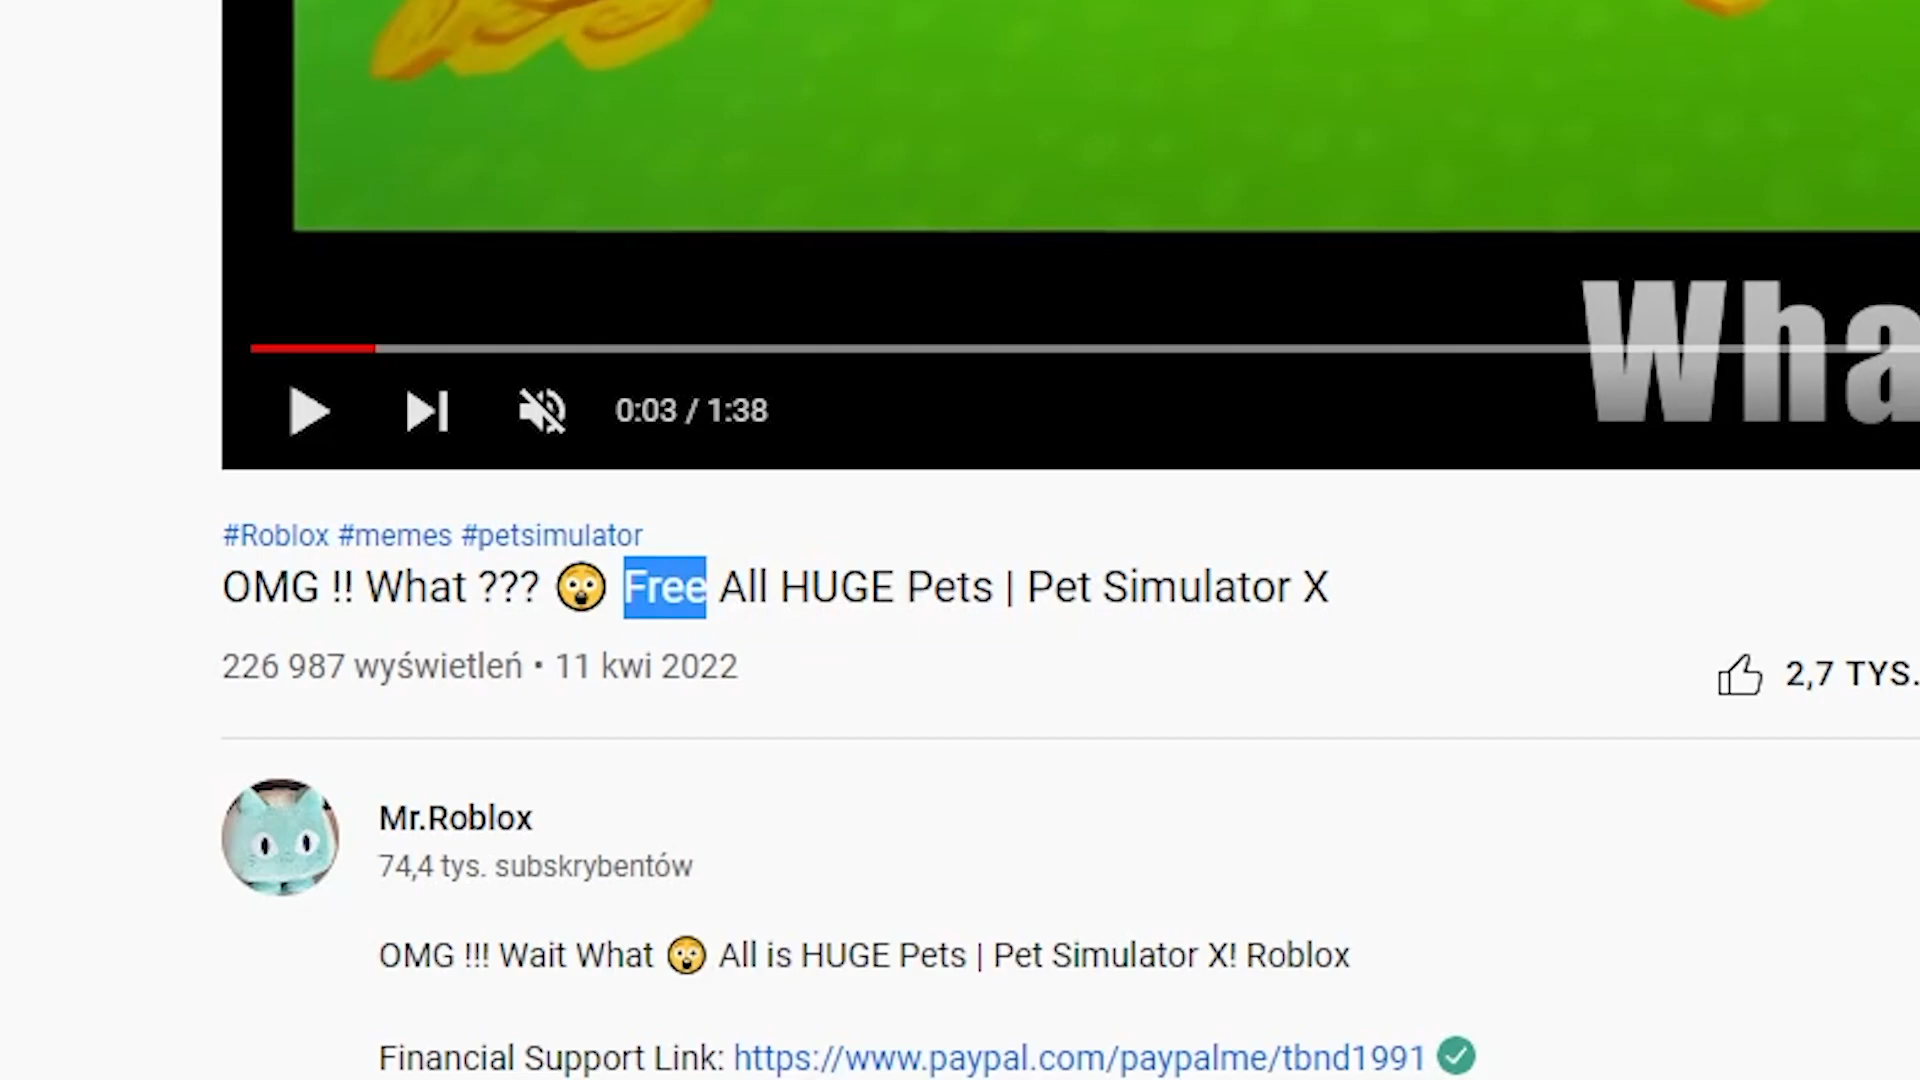 Wha
0:03 / 1:38
#Roblox #memes #petsimulator
OMG !! What ??? 😲 Free All HUGE Pets | Pet Simulator X
226 987 wyświetleń • 11 kwi 2022
2,7 TYS.
Mr.Roblox
74,4 tys. subskrybentów
OMG !!! Wait What 😲 All is HUGE Pets | Pet Simulator X! Roblox
Financial Support Link: https://www.paypal.com/paypalme/tbnd1991